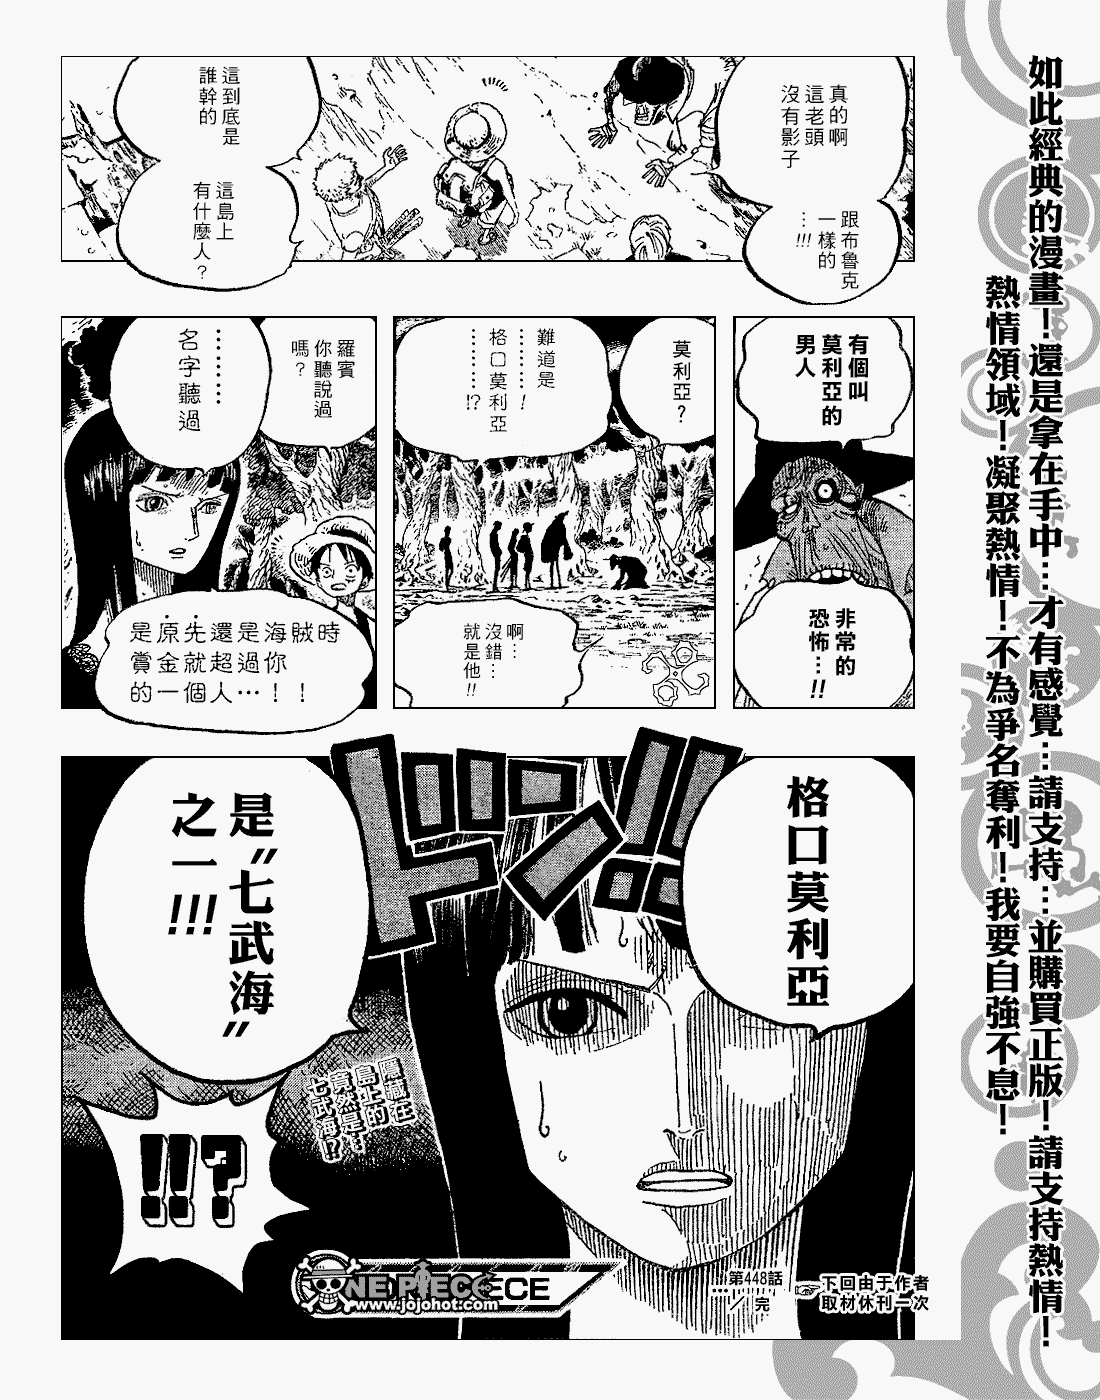 真的啊
這老頭
沒有影子
跟布魯克
一樣的
…!!!
這到底是
誰幹的
這島上
有什麼人?
有個叫
莫利亞的
男人
非常的
恐怖…!!
莫利亞?
難道是
………!
格口莫利亞
………!?
啊…
沒錯…
就是他!!
羅賓
你聽說過
嗎?
………
名字聽過
是原先還是海賊時
賞金就超過你
的一個人…！！
格口莫利亞
ドン!!
是〝七武海〞
之一!!!
!!?
隱藏在
島上的
竟然是…
七武海!?
ONE PIECE
www.jojohot.com
…第448話
…/完
☞下回由于作者
取材休刊一次
如此經典的漫畫！還是拿在手中…才有感覺…請支持…並購買正版！請支持熱情！
熱情領域！凝聚熱情！不為爭名奪利！我要自強不息！